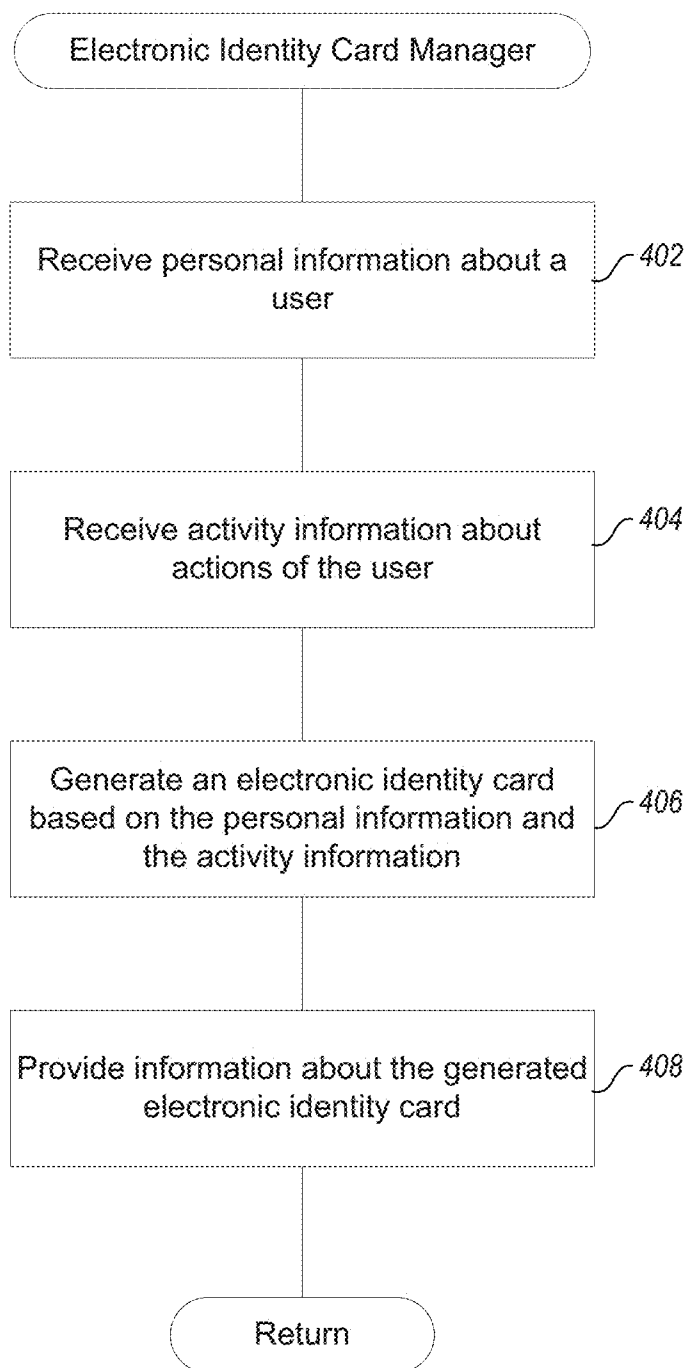 Electronic Identity Card Manager
Receive personal information about a
user
402
Receive activity information about
actions of the user
404
Generate an electronic identity card
based on the personal information and
the activity information
406
Provide information about the generated
electronic identity card
408
Return